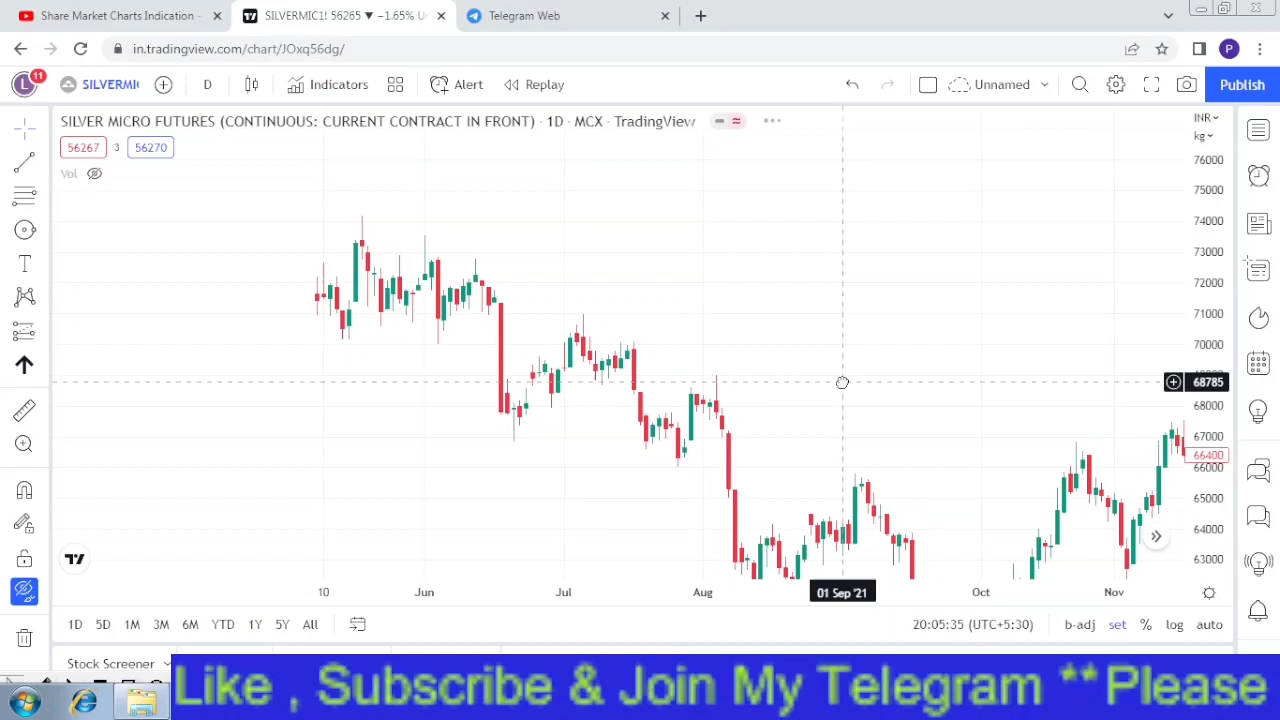 Share Market Charts Indication -
SILVERMIC1! 56265 ▼ −1.65% Un
Telegram Web
in.tradingview.com/chart/JOxq56dg/
P
L
11
SILVERMI
D
Indicators
Alert
Replay
Unnamed
Publish
SILVER MICRO FUTURES (CONTINUOUS: CURRENT CONTRACT IN FRONT) · 1D · MCX · TradingView
INR
kg
56267
3
56270
Vol
76000
75000
74000
73000
72000
71000
70000
68785
68000
67000
66400
66000
65000
64000
63000
10
Jun
Jul
Aug
01 Sep '21
Oct
Nov
1D
5D
1M
3M
6M
YTD
1Y
5Y
All
20:05:35 (UTC+5:30)
b-adj
set
%
log
auto
Stock Screener
Like , Subscribe & Join My Telegram **Please